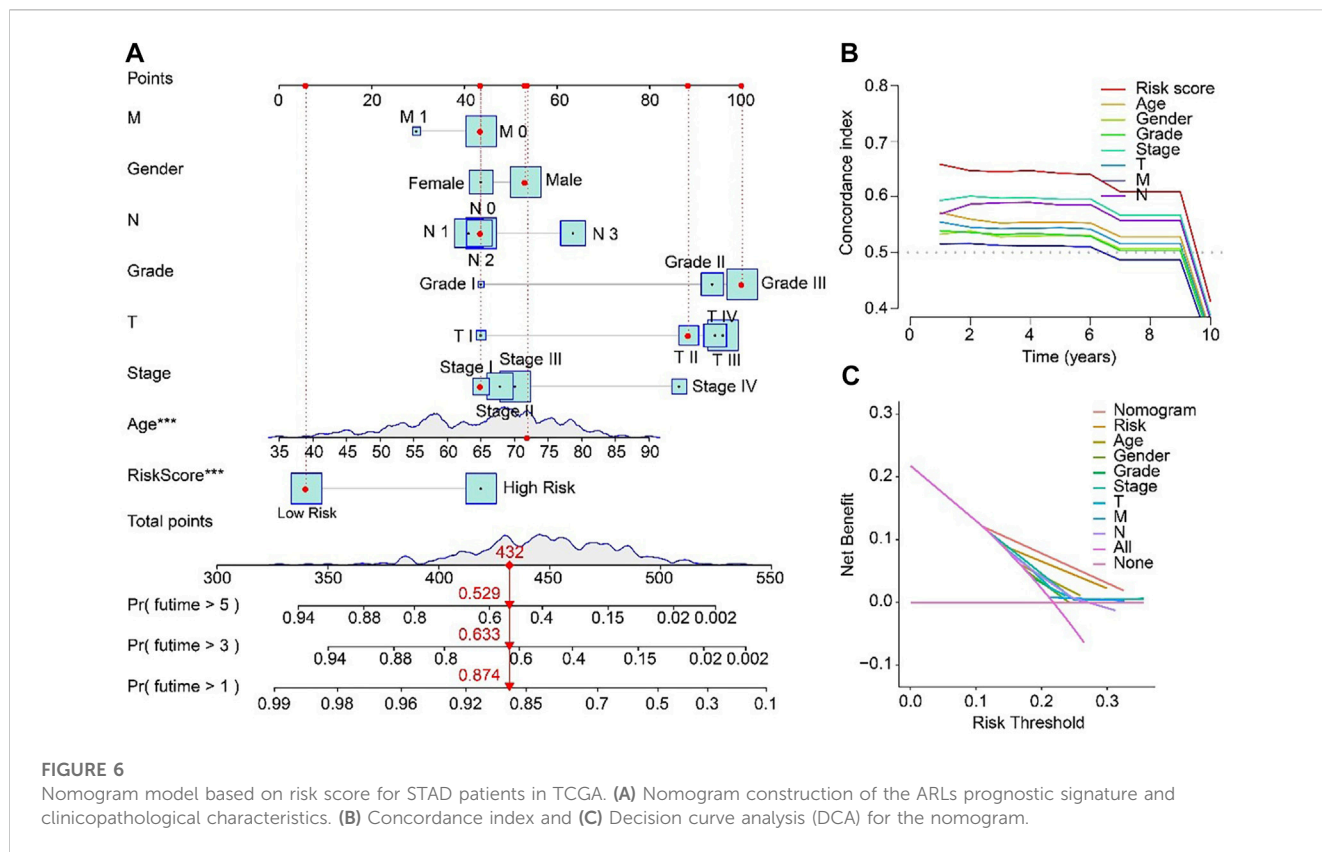 A
Points
0 20 40 60 80 100
M
M 1
M 0
Gender
Female
Male
N
N 0
N 1
N 2
N 3
Grade
Grade I
Grade II
Grade III
T
T I
T IV
T II
T III
Stage
Stage I
Stage III
Stage II
Stage IV
Age***
35 40 45 50 55 60 65 70 75 80 85 90
RiskScore***
Low Risk
High Risk
Total points
432
300 350 400 450 500 550
0.529
Pr( futime > 5 )
0.94 0.88 0.8 0.6 0.4 0.15 0.02 0.002
0.633
Pr( futime > 3 )
0.94 0.88 0.8 0.6 0.4 0.15 0.02 0.002
0.874
Pr( futime > 1 )
0.99 0.98 0.96 0.92 0.85 0.7 0.5 0.3 0.1
B
Concordance index
0.8
0.7
0.6
0.5
0.4
Risk score
Age
Gender
Grade
Stage
T
M
N
0 2 4 6 8 10
Time (years)
C
Net Benefit
0.3
0.2
0.1
0.0
−0.1
Nomogram
Risk
Age
Gender
Grade
Stage
T
M
N
All
None
0.0 0.1 0.2 0.3
Risk Threshold
FIGURE 6
Nomogram model based on risk score for STAD patients in TCGA. (A) Nomogram construction of the ARLs prognostic signature and
clinicopathological characteristics. (B) Concordance index and (C) Decision curve analysis (DCA) for the nomogram.